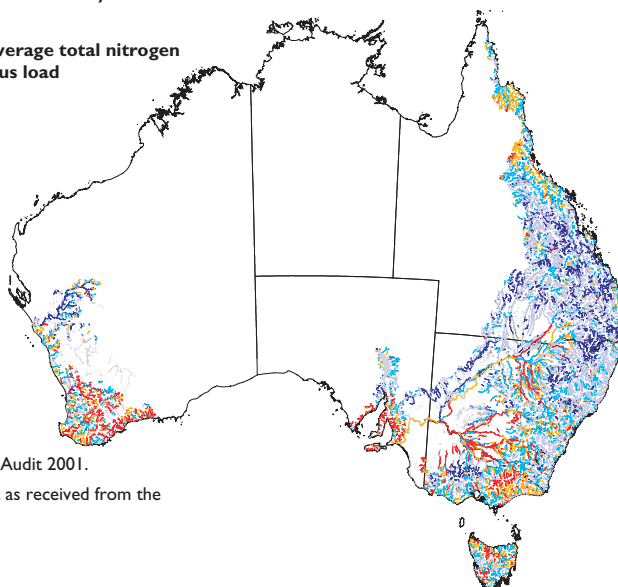 verage total nitrogen
us load
Audit 2001.
as received from the